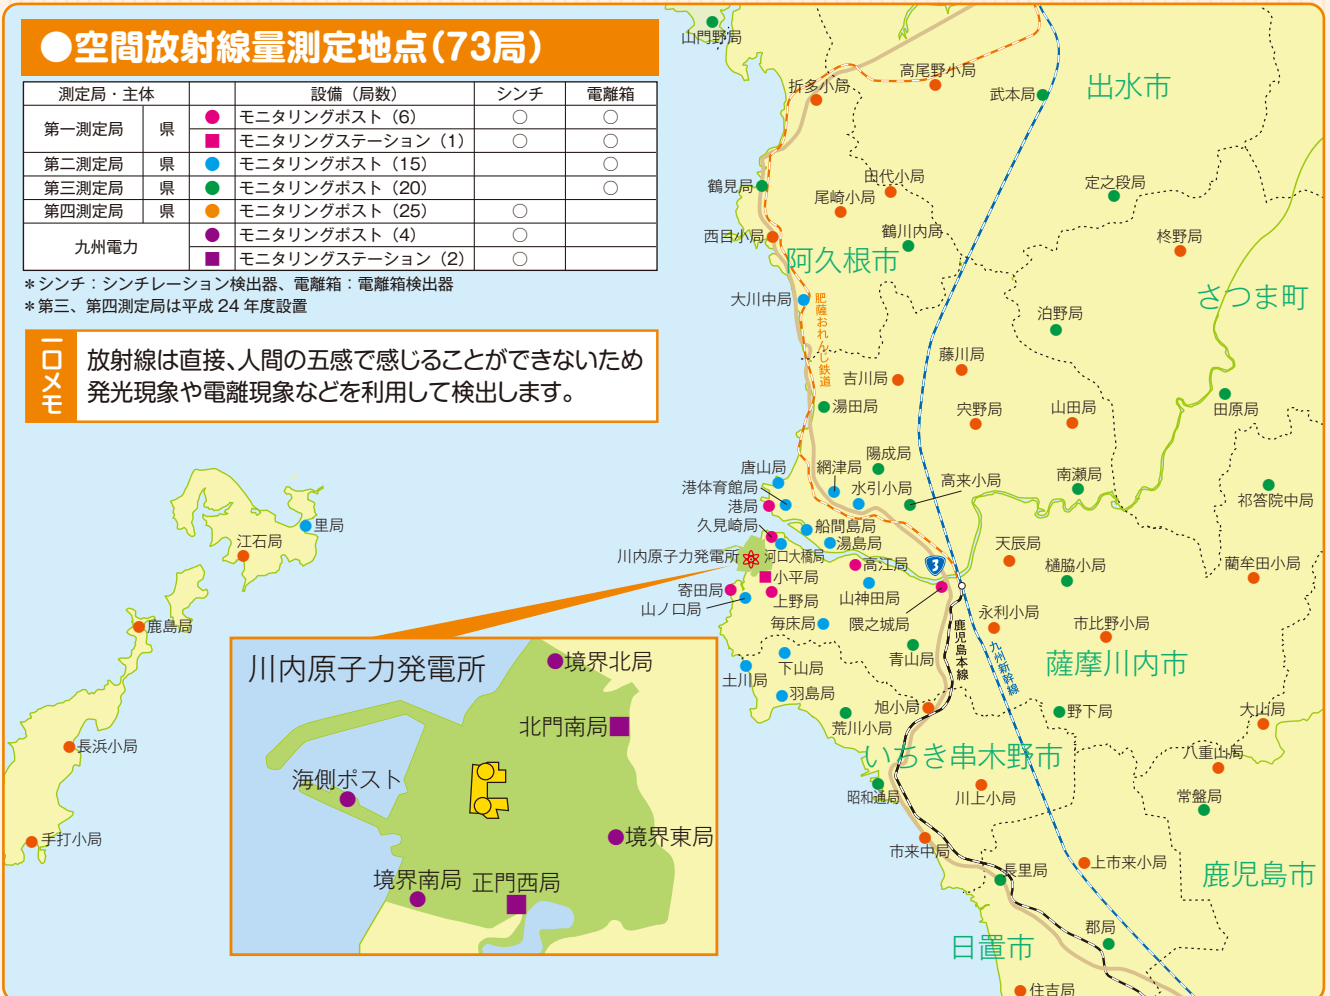 ●空間放射線量測定地点(73局)
測定局・主体 設備（局数） シンチ 電離箱
第一測定局 県 モニタリングポスト（6） ○ ○
モニタリングステーション（1） ○ ○
第二測定局 県 モニタリングポスト（15） ○
第三測定局 県 モニタリングポスト（20） ○
第四測定局 県 モニタリングポスト（25） ○
九州電力 モニタリングポスト（4） ○
モニタリングステーション（2） ○
＊シンチ：シンチレーション検出器、電離箱：電離箱検出器
＊第三、第四測定局は平成 24 年度設置
一口メモ
放射線は直接、人間の五感で感じることができないため
発光現象や電離現象などを利用して検出します。
山門野局
折多小局
高尾野小局
武本局
出水市
鶴見局
田代小局
尾崎小局
定之段局
西目小局
鶴川内局
柊野局
阿久根市
さつま町
大川中局
肥薩おれんじ鉄道
泊野局
藤川局
吉川局
湯田局
宍野局
山田局
田原局
唐山局
網津局
陽成局
港体育館局
水引小局
高来小局
南瀬局
祁答院中局
港局
久見崎局
船間島局
湯島局
川内原子力発電所
河口大橋局
高江局
3
天辰局
樋脇小局
藺牟田小局
小平局
寄田局
上野局
山神田局
山ノ口局
毎床局
隈之城局
永利小局
市比野小局
鹿児島本線
九州新幹線
青山局
薩摩川内市
下山局
土川局
羽島局
荒川小局
旭小局
野下局
大山局
いちき串木野市
八重山局
昭和通局
川上小局
常盤局
市来中局
長里局
上市来小局
鹿児島市
日置市
郡局
住吉局
里局
江石局
鹿島局
長浜小局
手打小局
川内原子力発電所
境界北局
北門南局
海側ポスト
境界東局
境界南局
正門西局